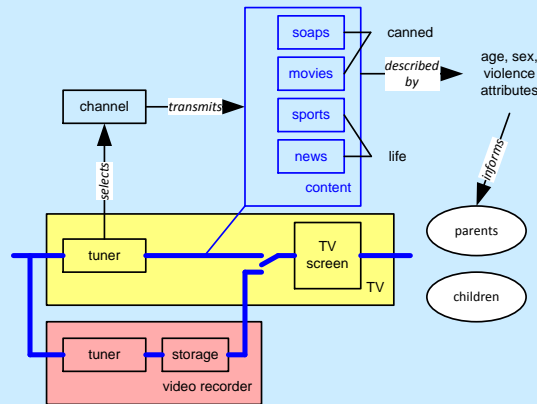 soaps
canned
movies
described
by
age, sex,
violence
attributes
channel
transmits
sports
news
life
content
informs
selects
parents
tuner
TV
screen
TV
children
tuner
storage
video recorder